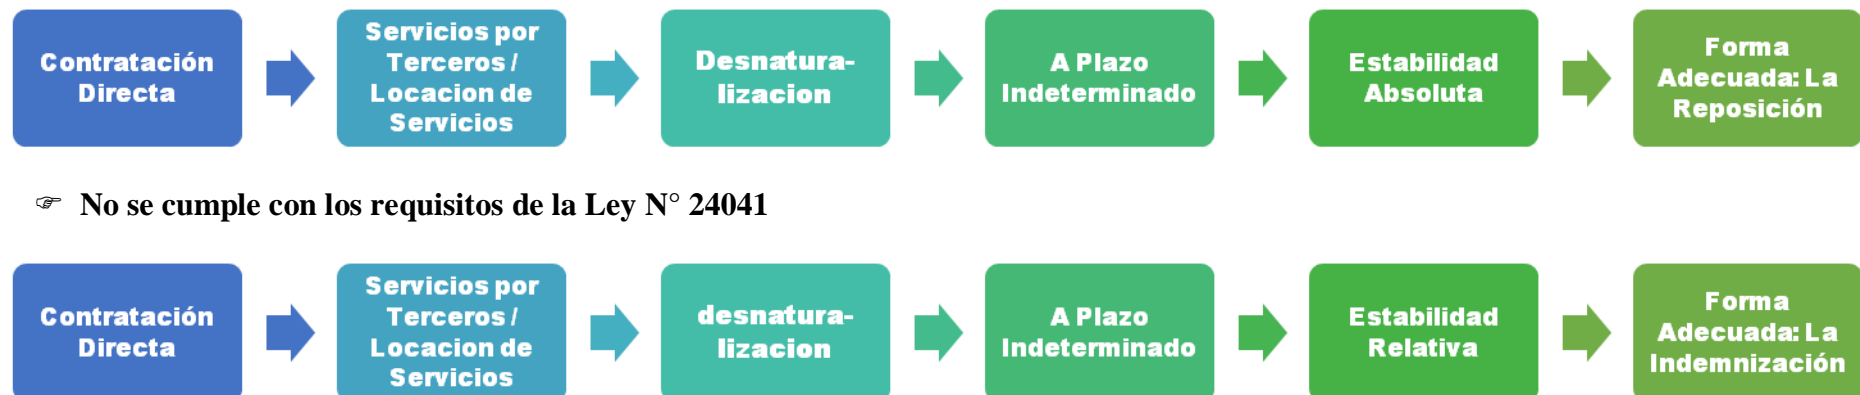 Contratación
Directa
Servicios por
Terceros /
Locacion de
Servicios
Desnatura-
lizacion
A Plazo
Indeterminado
Estabilidad
Absoluta
Forma
Adecuada: La
Reposición
☞ No se cumple con los requisitos de la Ley N° 24041
Contratación
Directa
Servicios por
Terceros /
Locacion de
Servicios
desnatura-
lizacion
A Plazo
Indeterminado
Estabilidad
Relativa
Forma
Adecuada: La
Indemnización